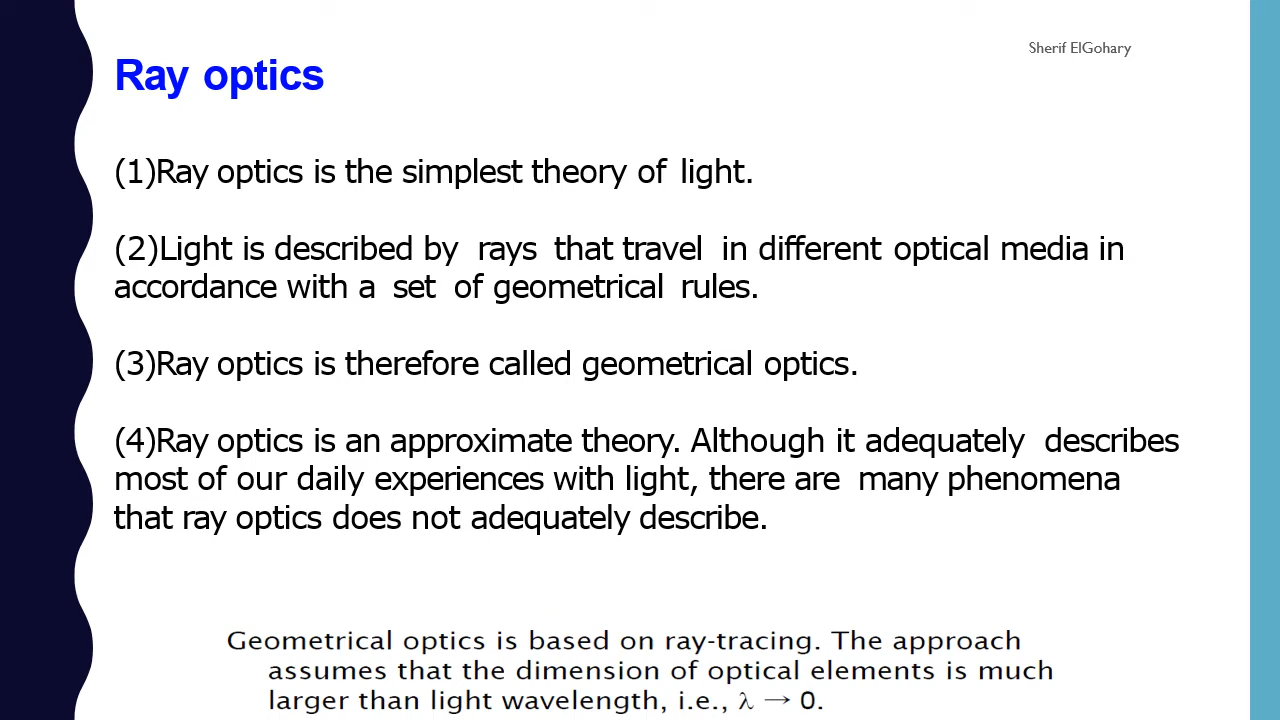 Sherif ElGohary
Ray optics
(1)Ray optics is the simplest theory of light.
(2)Light is described by rays that travel in different optical media in
accordance with a set of geometrical rules.
(3)Ray optics is therefore called geometrical optics.
(4)Ray optics is an approximate theory. Although it adequately describes
most of our daily experiences with light, there are many phenomena
that ray optics does not adequately describe.
Geometrical optics is based on ray-tracing. The approach
assumes that the dimension of optical elements is much
larger than light wavelength, i.e., λ → 0.